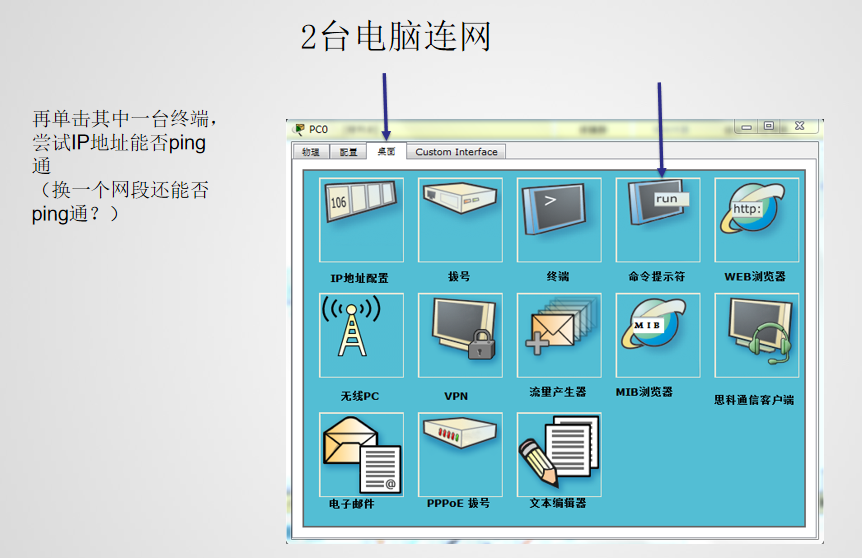 2台电脑连网
再单击其中一台终端，
尝试IP地址能否ping
通
（换一个网段还能否
ping通？）
PC0
物理 配置 桌面 Custom Interface
106
>
run
http:
IP地址配置 拔号 终端 命令提示符 WEB浏览器
MIB
无线PC VPN 流里产生器 MIB浏览器 思科通信客户端
@
电子邮件 PPPoE 拔号 文本编辑器